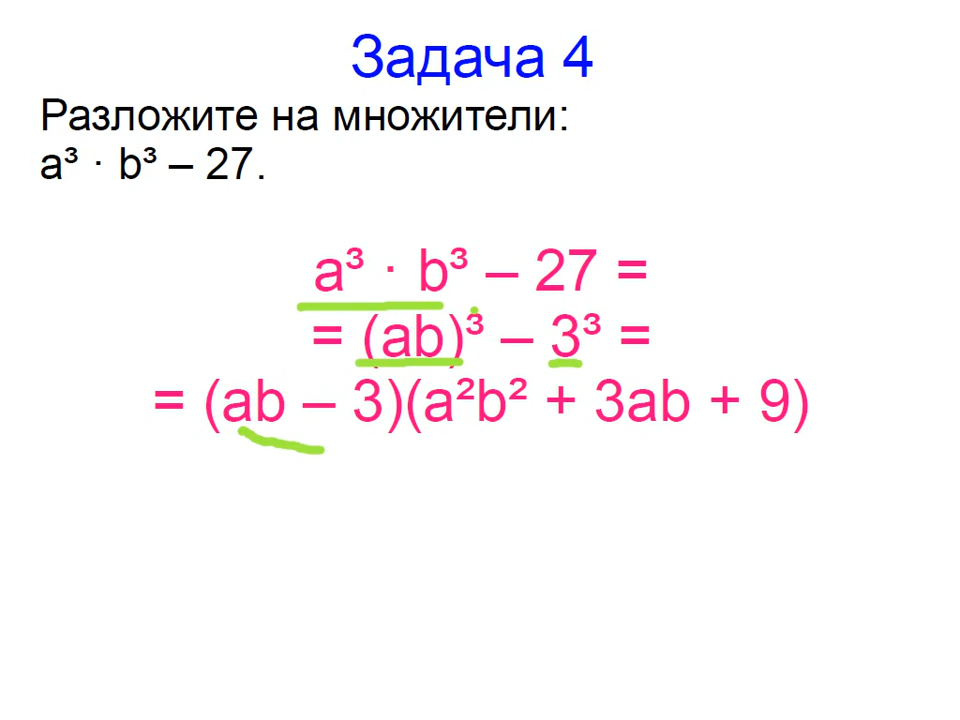 Задача 4
Разложите на множители:
a³ · b³ – 27.
a³ · b³ – 27 =
= (ab)³ – 3³ =
= (ab – 3)(a²b² + 3ab + 9)